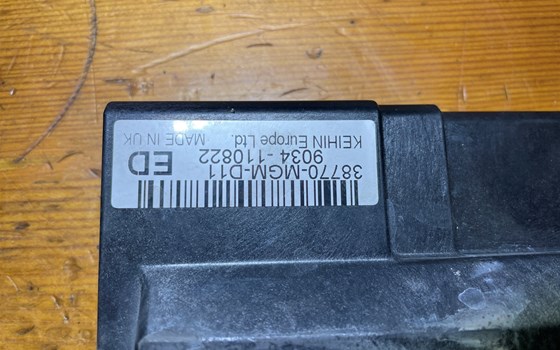 38770-MGM-D11
9034-110822
ED
KEIHIN Europe Ltd.
MADE IN UK